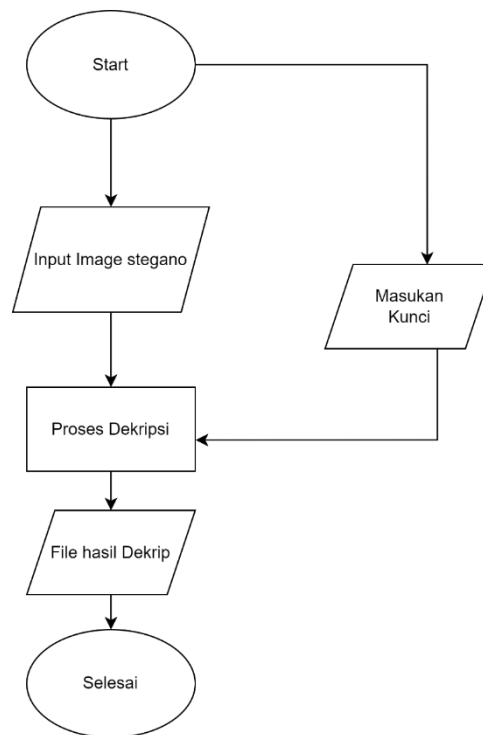 Start
Input Image stegano
Masukan
Kunci
Proses Dekripsi
File hasil Dekrip
Selesai